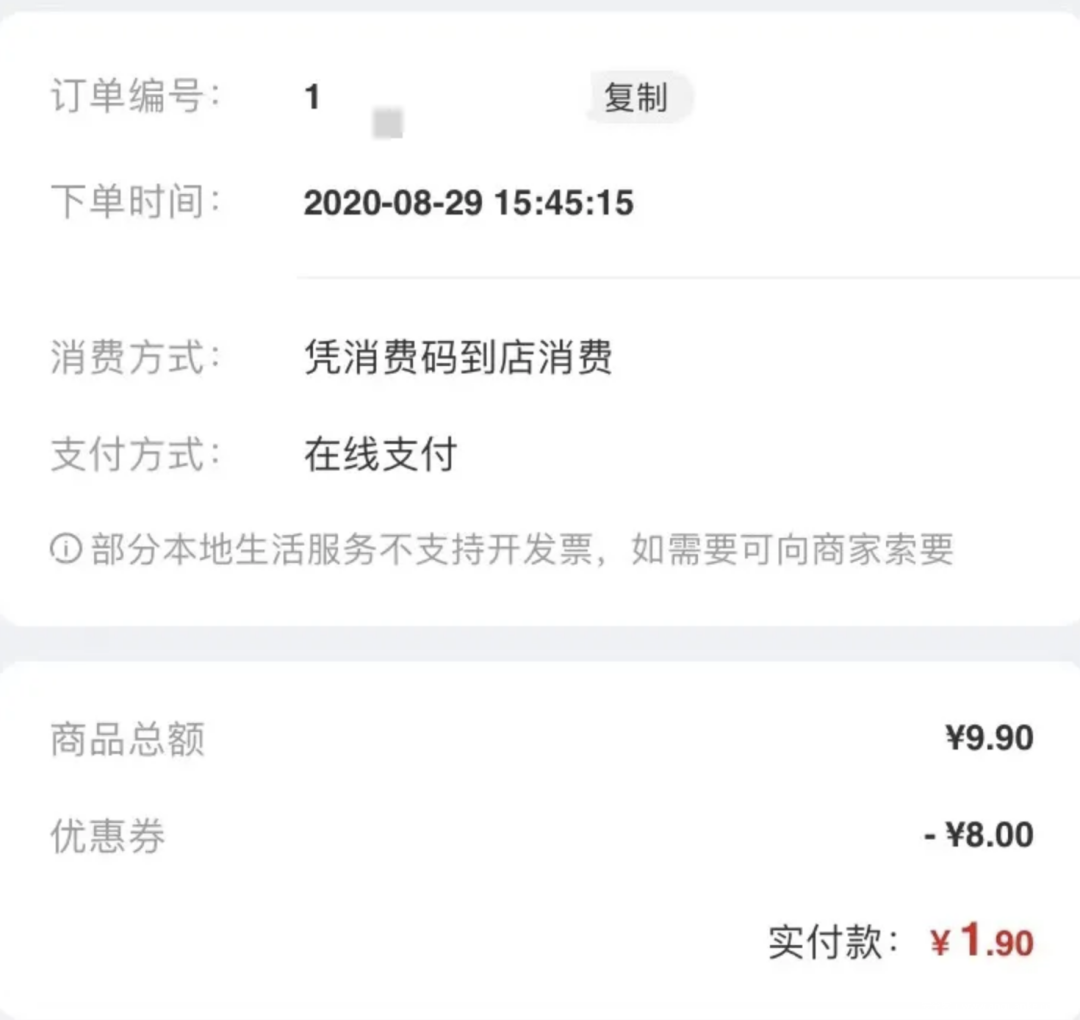 订单编号： 1 复制
下单时间： 2020-08-29 15:45:15
消费方式： 凭消费码到店消费
支付方式： 在线支付
部分本地生活服务不支持开发票，如需要可向商家索要
商品总额 ¥9.90
优惠券 - ¥8.00
实付款： ¥ 1.90